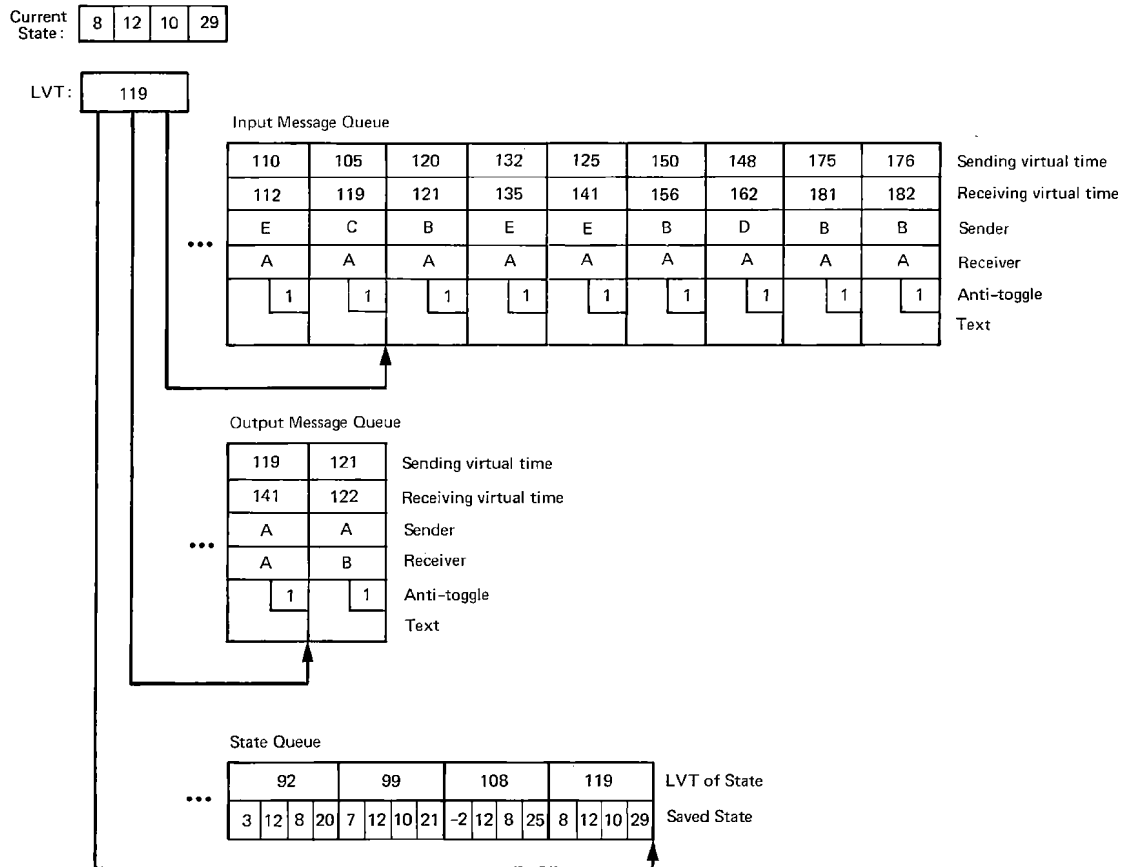 Current
State: 8 12 10 29
LVT: 119
Input Message Queue
110 105 120 132 125 150 148 175 176 Sending virtual time
112 119 121 135 141 156 162 181 182 Receiving virtual time
... E C B E E B D B B Sender
A A A A A A A A A Receiver
1 1 1 1 1 1 1 1 1 Anti-toggle
Text
Output Message Queue
119 121 Sending virtual time
141 122 Receiving virtual time
... A A Sender
A B Receiver
1 1 Anti-toggle
Text
State Queue
... 92 99 108 119 LVT of State
3 12 8 20 7 12 10 21 -2 12 8 25 8 12 10 29 Saved State